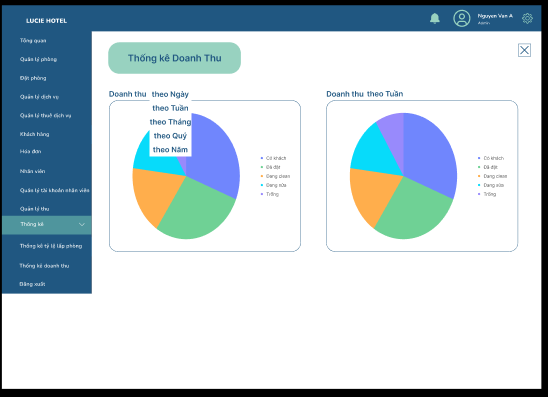 LUCIE HOTEL
Nguyen Van A
Admin
Tổng quan
Quản lý phòng
Đặt phòng
Quản lý dịch vụ
Quản lý thuê dịch vụ
Khách hàng
Hóa đơn
Nhân viên
Quản lý tài khoản nhân viên
Quản lý thu
Thống kê
Thống kê tỷ lệ lấp phòng
Thống kê doanh thu
Đăng xuất
Thống kê Doanh Thu
Doanh thu theo Ngày
theo Tuần
theo Tháng
theo Quý
theo Năm
Có khách
Đã đặt
Đang clean
Đang sửa
Trống
Doanh thu theo Tuần
Có khách
Đã đặt
Đang clean
Đang sửa
Trống